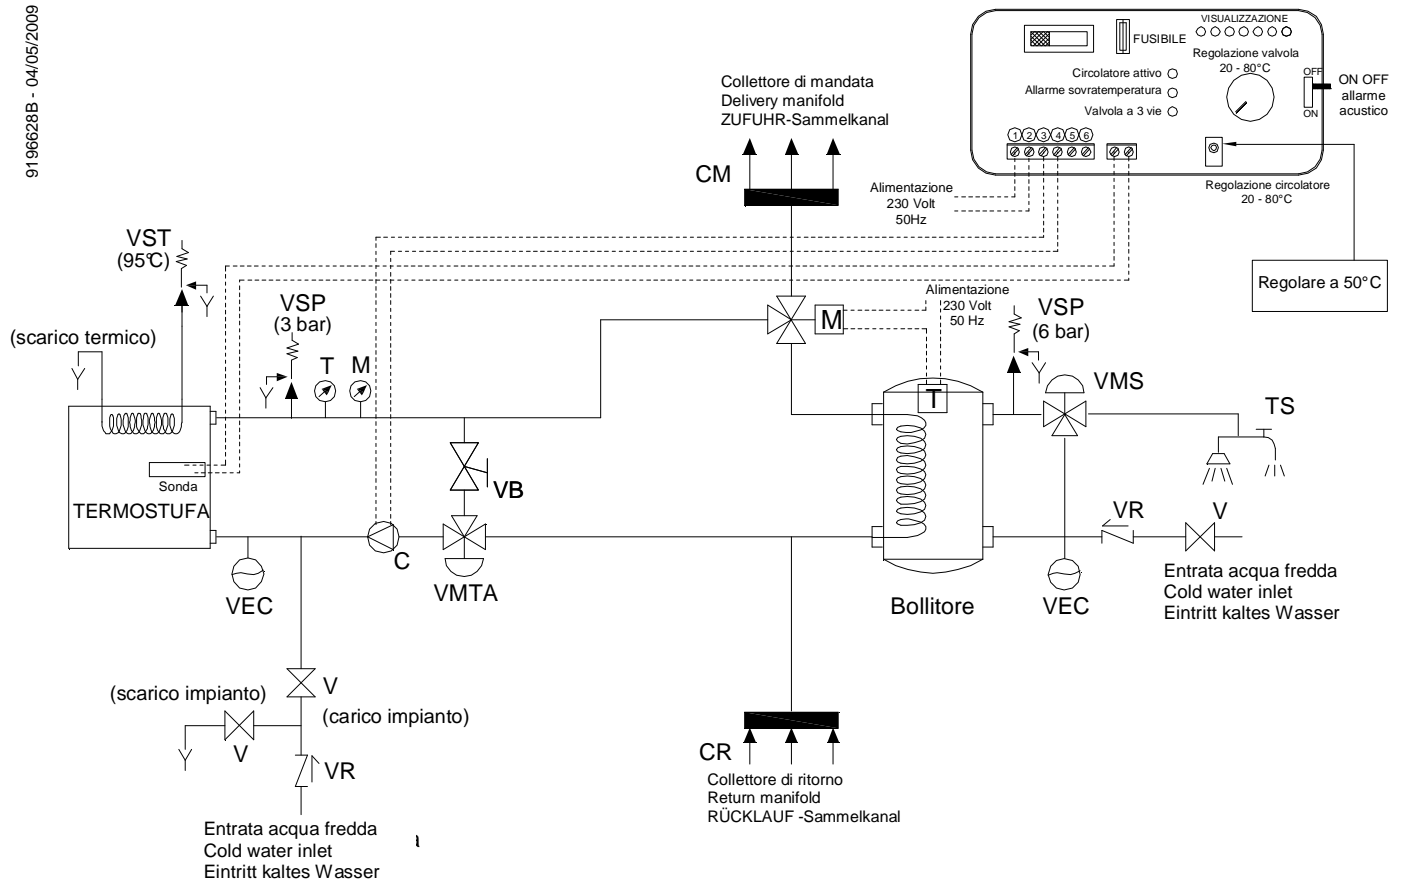 9196628B - 04/05/2009
VISUALIZZAZIONE
FUSIBILE
Regolazione valvola
20 - 80°C
Circolatore attivo
Allarme sovratemperatura
Valvola a 3 vie
OFF
ON
ON OFF
allarme
acustico
1 2 3 4 5 6
Regolazione circolatore
20 - 80°C
Regolare a 50°C
Alimentazione
230 Volt
50Hz
Collettore di mandata
Delivery manifold
ZUFUHR-Sammelkanal
CM
VST
(95°C)
(scarico termico)
VSP
(3 bar)
T
M
M
Alimentazione
230 Volt
50 Hz
VSP
(6 bar)
VMS
TS
T
Sonda
TERMOSTUFA
VB
C
VMTA
VEC
Bollitore
VEC
VR
V
Entrata acqua fredda
Cold water inlet
Eintritt kaltes Wasser
(scarico impianto)
V
(carico impianto)
V
VR
CR
Collettore di ritorno
Return manifold
RÜCKLAUF -Sammelkanal
Entrata acqua fredda
Cold water inlet
Eintritt kaltes Wasser